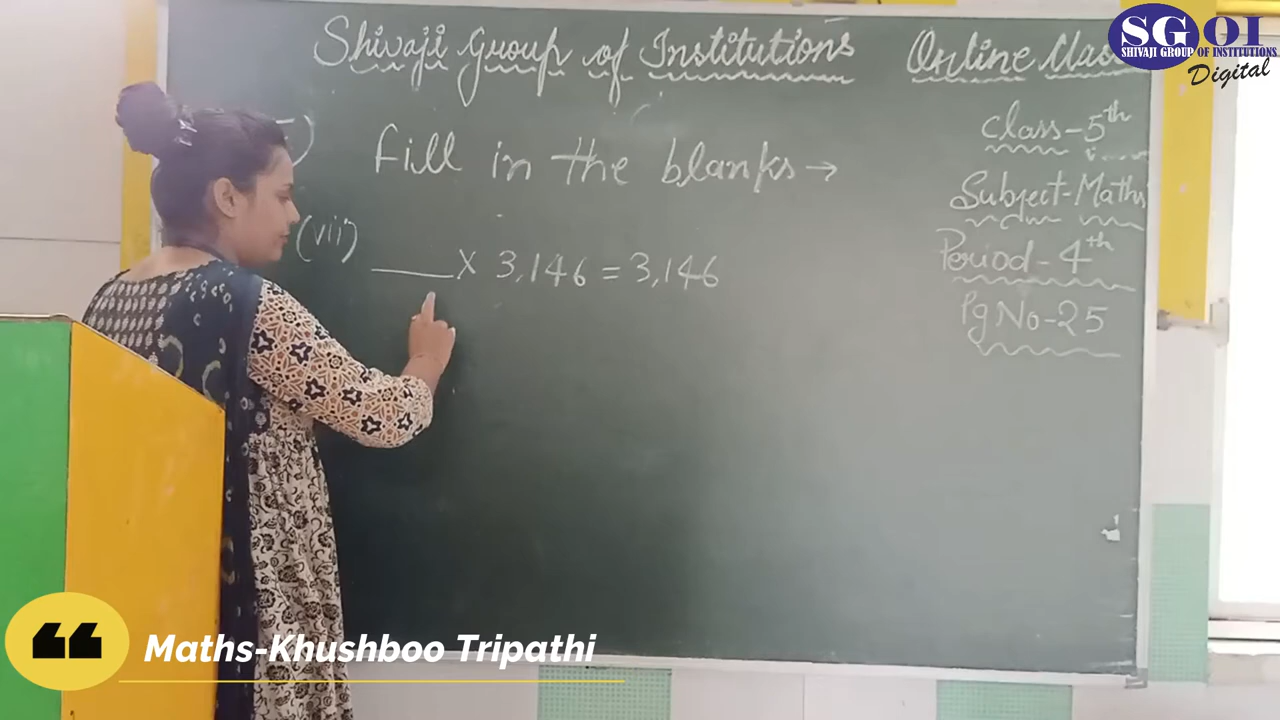 Shivaji Group of Institutions
Online Class
SGOI
SHIVAJI GROUP OF INSTITUTIONS
Digital
Class-5th
Fill in the blanks→
Subject-Maths
(vii) ____ X 3,146 = 3,146
Period-4th
Pg No-25
Maths-Khushboo Tripathi